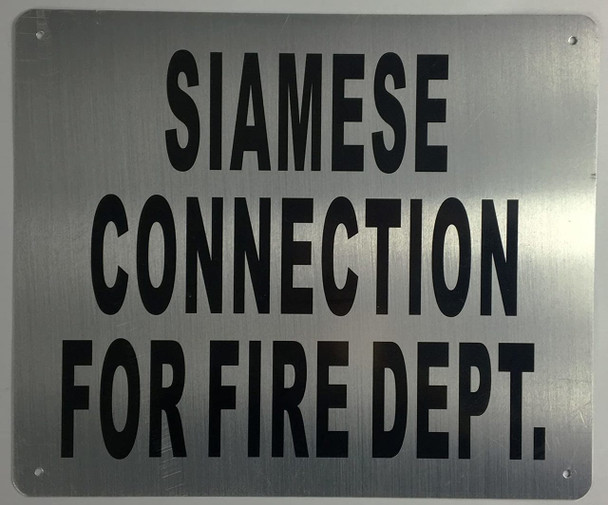 SIAMESE
CONNECTION
FOR FIRE DEPT.